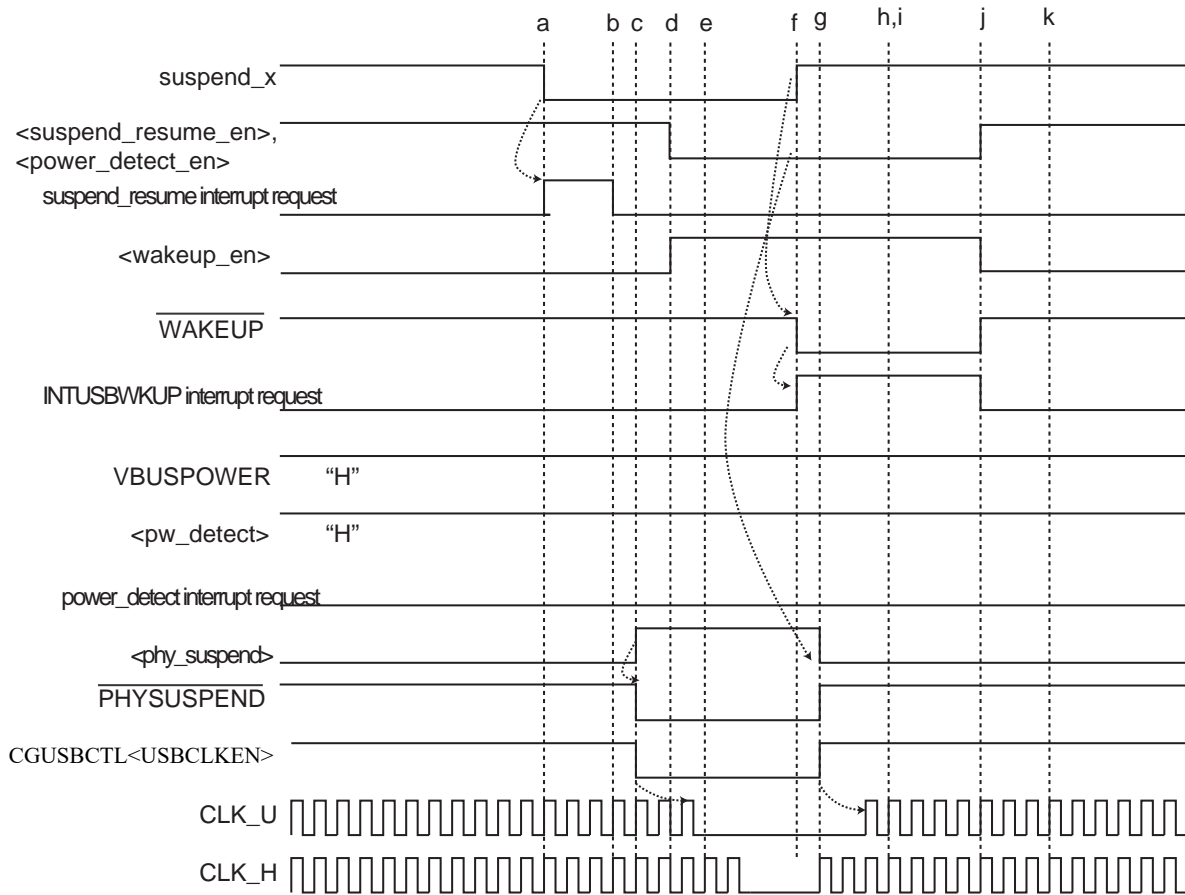 a b c d e f g h,i j k
suspend_x
<suspend_resume_en>,
<power_detect_en>
suspend_resume interrupt request
<wakeup_en>
WAKEUP
INTUSBWKUP interrupt request
VBUSPOWER “H”
<pw_detect> “H”
power_detect interrupt request
<phy_suspend>
PHYSUSPEND
CGUSBCTL<USBCLKEN>
CLK_U
CLK_H